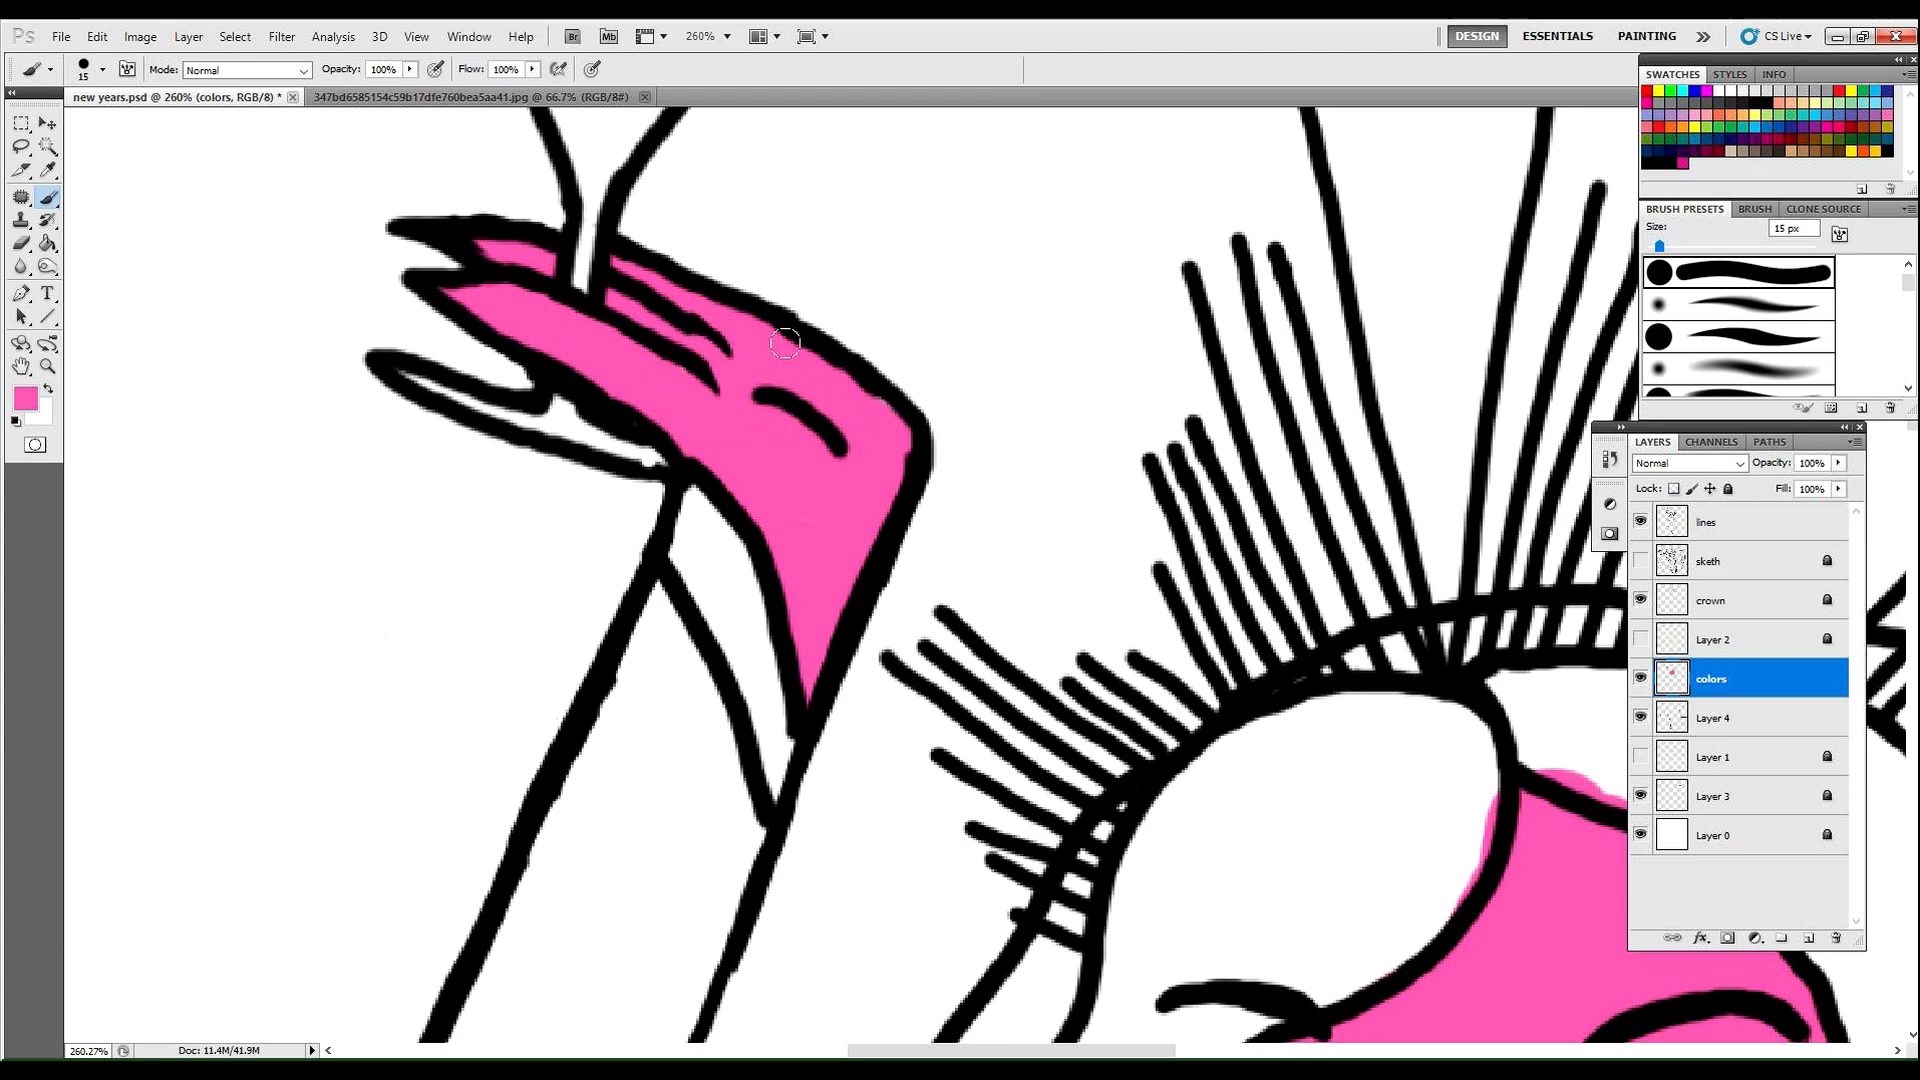 Ps File Edit Image Layer Select Filter Analysis 3D View Window Help Br Mb 260% DESIGN ESSENTIALS PAINTING CS Live
15 Mode: Normal Opacity: 100% Flow: 100%
new years.psd @ 260% (colors, RGB/8) * 347bd6585154c59b17dfe760bea5aa41.jpg @ 66.7% (RGB/8#)
SWATCHES STYLES INFO
BRUSH PRESETS BRUSH CLONE SOURCE
Size: 15 px
LAYERS CHANNELS PATHS
Normal Opacity: 100%
Lock: Fill: 100%
lines
sketh
crown
Layer 2
colors
Layer 4
Layer 1
Layer 3
Layer 0
260.27% Doc: 11.4M/41.9M